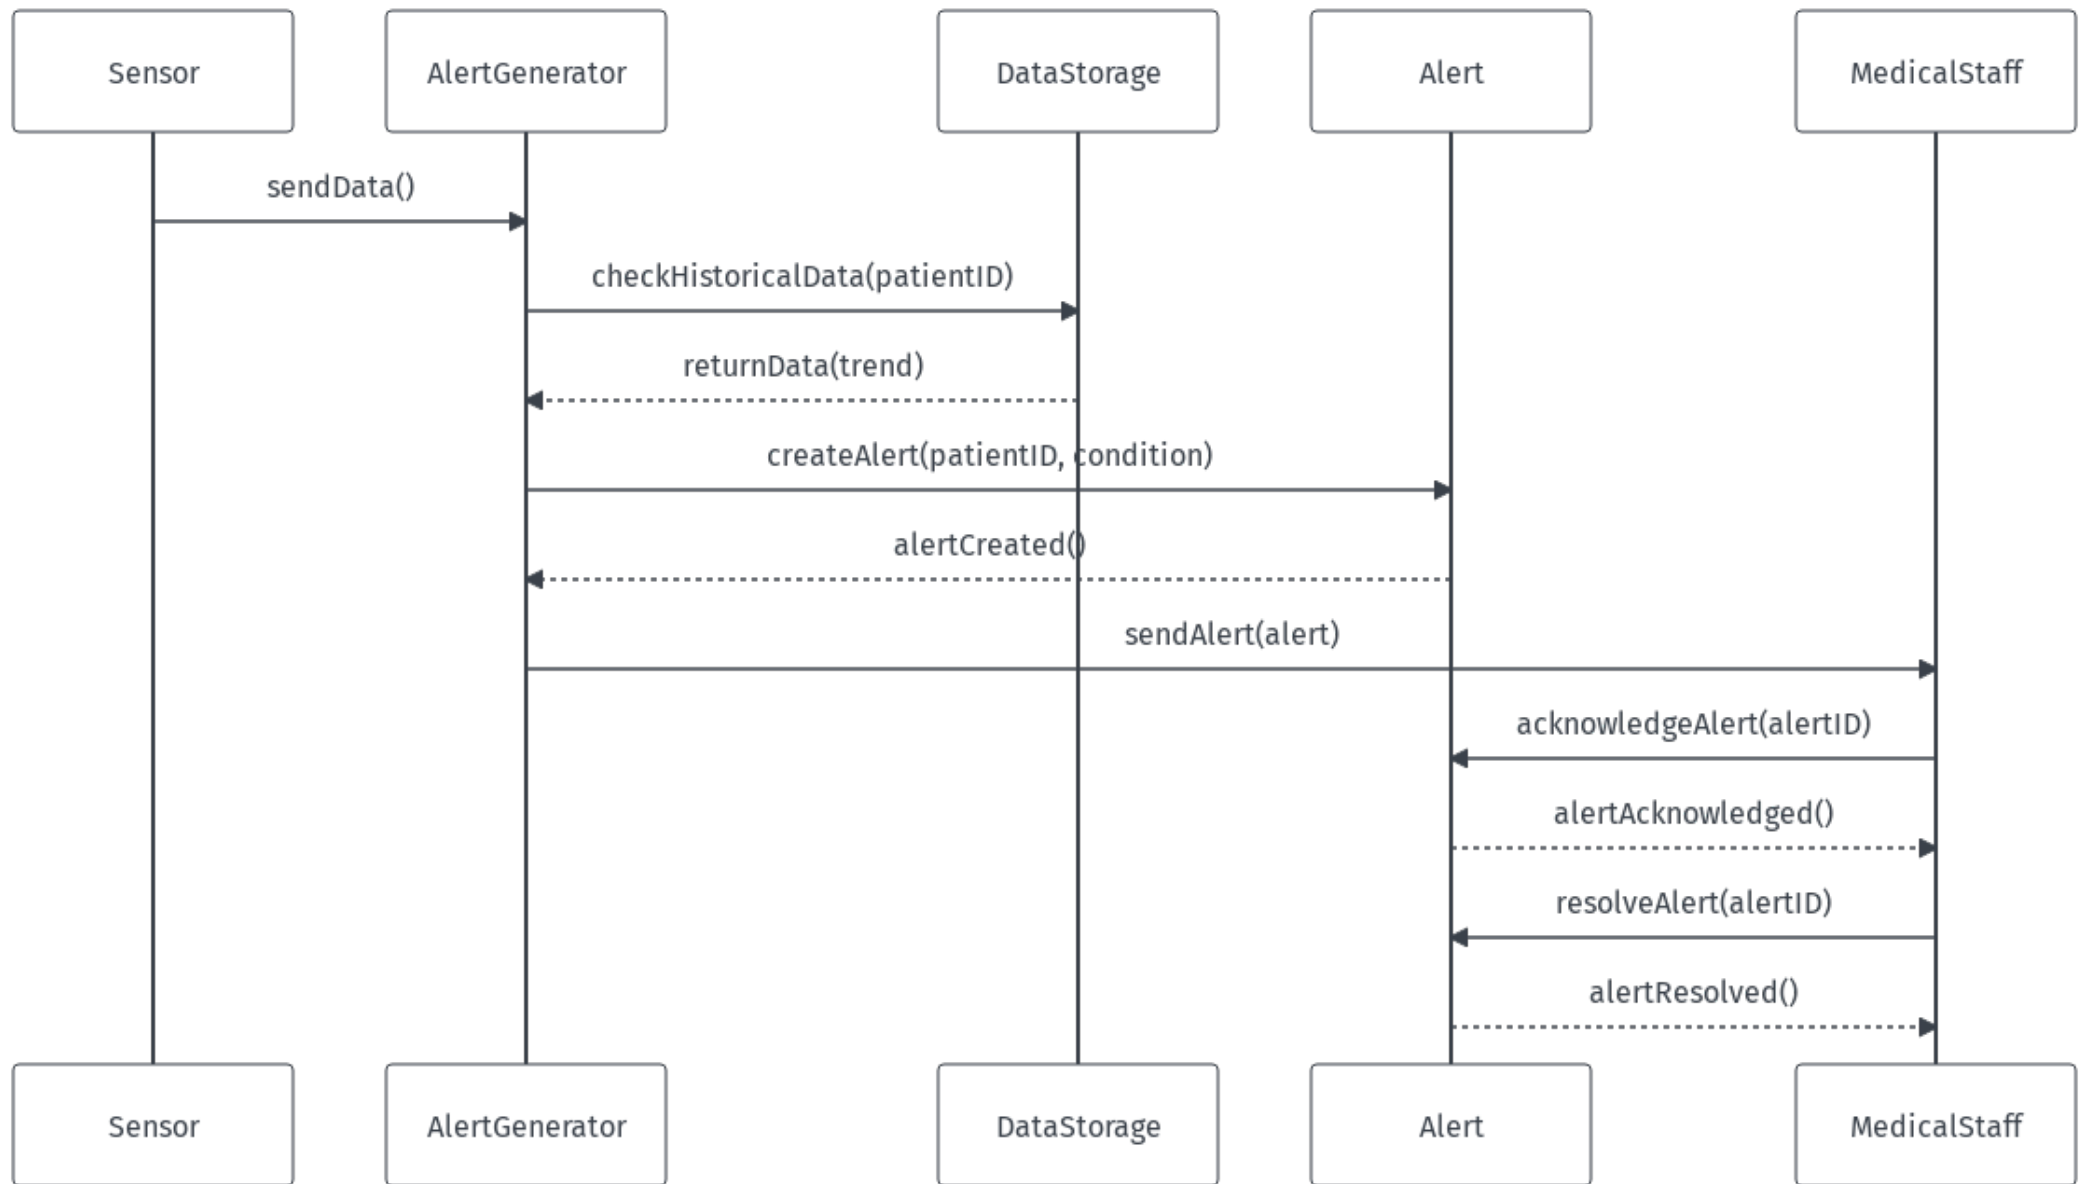 Sensor
AlertGenerator
DataStorage
Alert
MedicalStaff
sendData()
checkHistoricalData(patientID)
returnData(trend)
createAlert(patientID, condition)
alertCreated()
sendAlert(alert)
acknowledgeAlert(alertID)
alertAcknowledged()
resolveAlert(alertID)
alertResolved()
Sensor
AlertGenerator
DataStorage
Alert
MedicalStaff